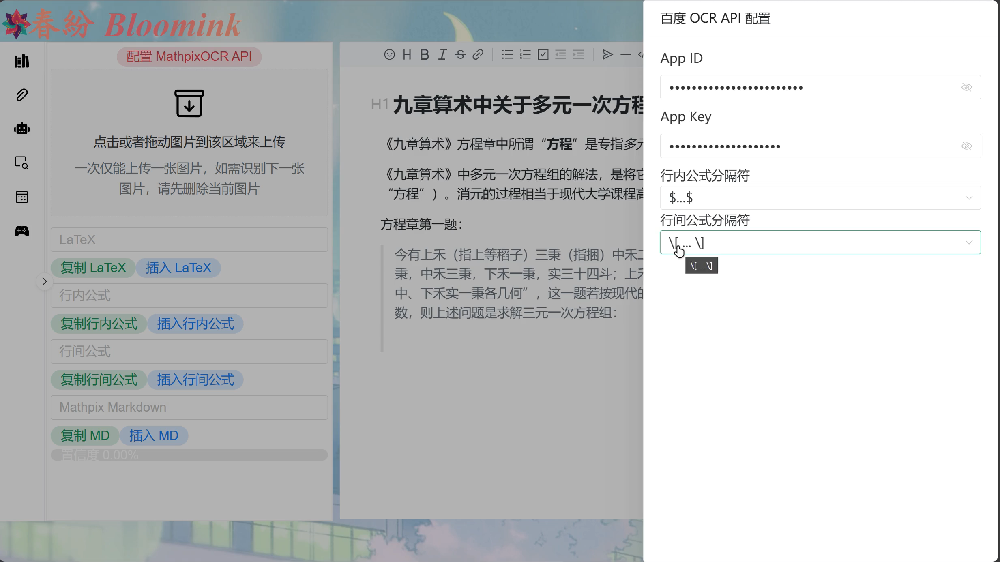 春紛 Bloomink
配置 MathpixOCR API
点击或者拖动图片到该区域来上传
一次仅能上传一张图片，如需识别下一张
图片，请先删除当前图片
LaTeX
复制 LaTeX
插入 LaTeX
行内公式
复制行内公式
插入行内公式
行间公式
复制行间公式
插入行间公式
Mathpix Markdown
复制 MD
插入 MD
置信度 0.00%
H1 九章算术中关于多元一次方程
《九章算术》方程章中所谓“方程”是专指多元
《九章算术》中多元一次方程组的解法，是将它
“方程”）。消元的过程相当于现代大学课程高
方程章第一题：
今有上禾（指上等稻子）三秉（指捆）中禾二
秉，中禾三秉，下禾一秉，实三十四斗；上禾
中、下禾实一秉各几何”，这一题若按现代的
数，则上述问题是求解三元一次方程组：
百度 OCR API 配置
App ID
••••••••••••••••••••••••
App Key
••••••••••••••••••••
行内公式分隔符
$...$
行间公式分隔符
\[ ... \]
\[ ... \]